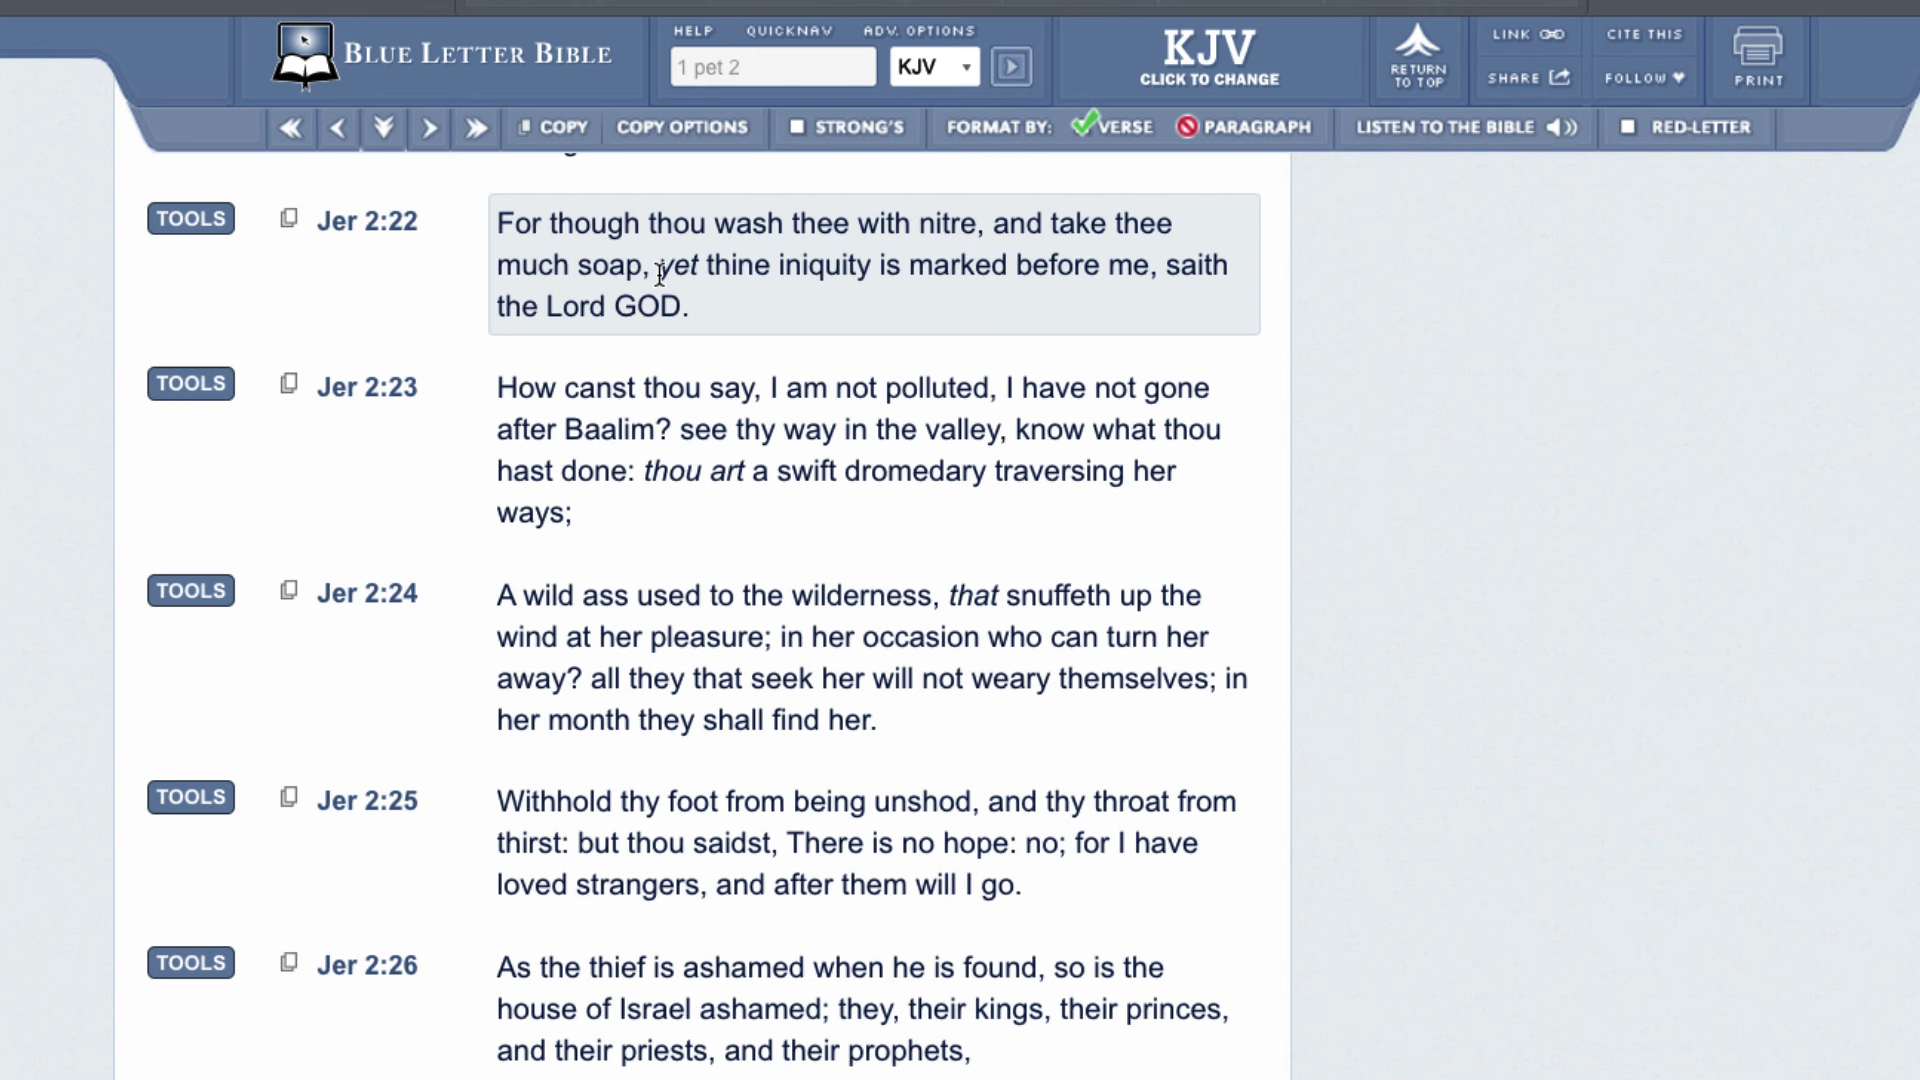 BLUE LETTER BIBLE
HELP QUICKNAV ADV. OPTIONS
1 pet 2 KJV
KJV
CLICK TO CHANGE
RETURN
TO TOP
LINK
SHARE
CITE THIS
FOLLOW
PRINT
COPY COPY OPTIONS STRONG'S FORMAT BY: VERSE PARAGRAPH LISTEN TO THE BIBLE RED-LETTER
TOOLS Jer 2:22 For though thou wash thee with nitre, and take thee
much soap, yet thine iniquity is marked before me, saith
the Lord GOD.
TOOLS Jer 2:23 How canst thou say, I am not polluted, I have not gone
after Baalim? see thy way in the valley, know what thou
hast done: thou art a swift dromedary traversing her
ways;
TOOLS Jer 2:24 A wild ass used to the wilderness, that snuffeth up the
wind at her pleasure; in her occasion who can turn her
away? all they that seek her will not weary themselves; in
her month they shall find her.
TOOLS Jer 2:25 Withhold thy foot from being unshod, and thy throat from
thirst: but thou saidst, There is no hope: no; for I have
loved strangers, and after them will I go.
TOOLS Jer 2:26 As the thief is ashamed when he is found, so is the
house of Israel ashamed; they, their kings, their princes,
and their priests, and their prophets,